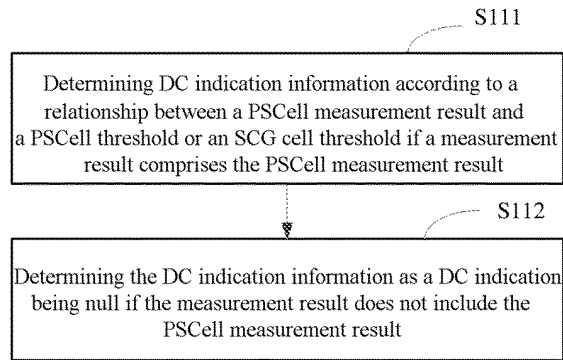 S111
Determining DC indication information according to a
relationship between a PSCell measurement result and
a PSCell threshold or an SCG cell threshold if a measurement
result comprises the PSCell measurement result
S112
Determining the DC indication information as a DC indication
being null if the measurement result does not include the
PSCell measurement result